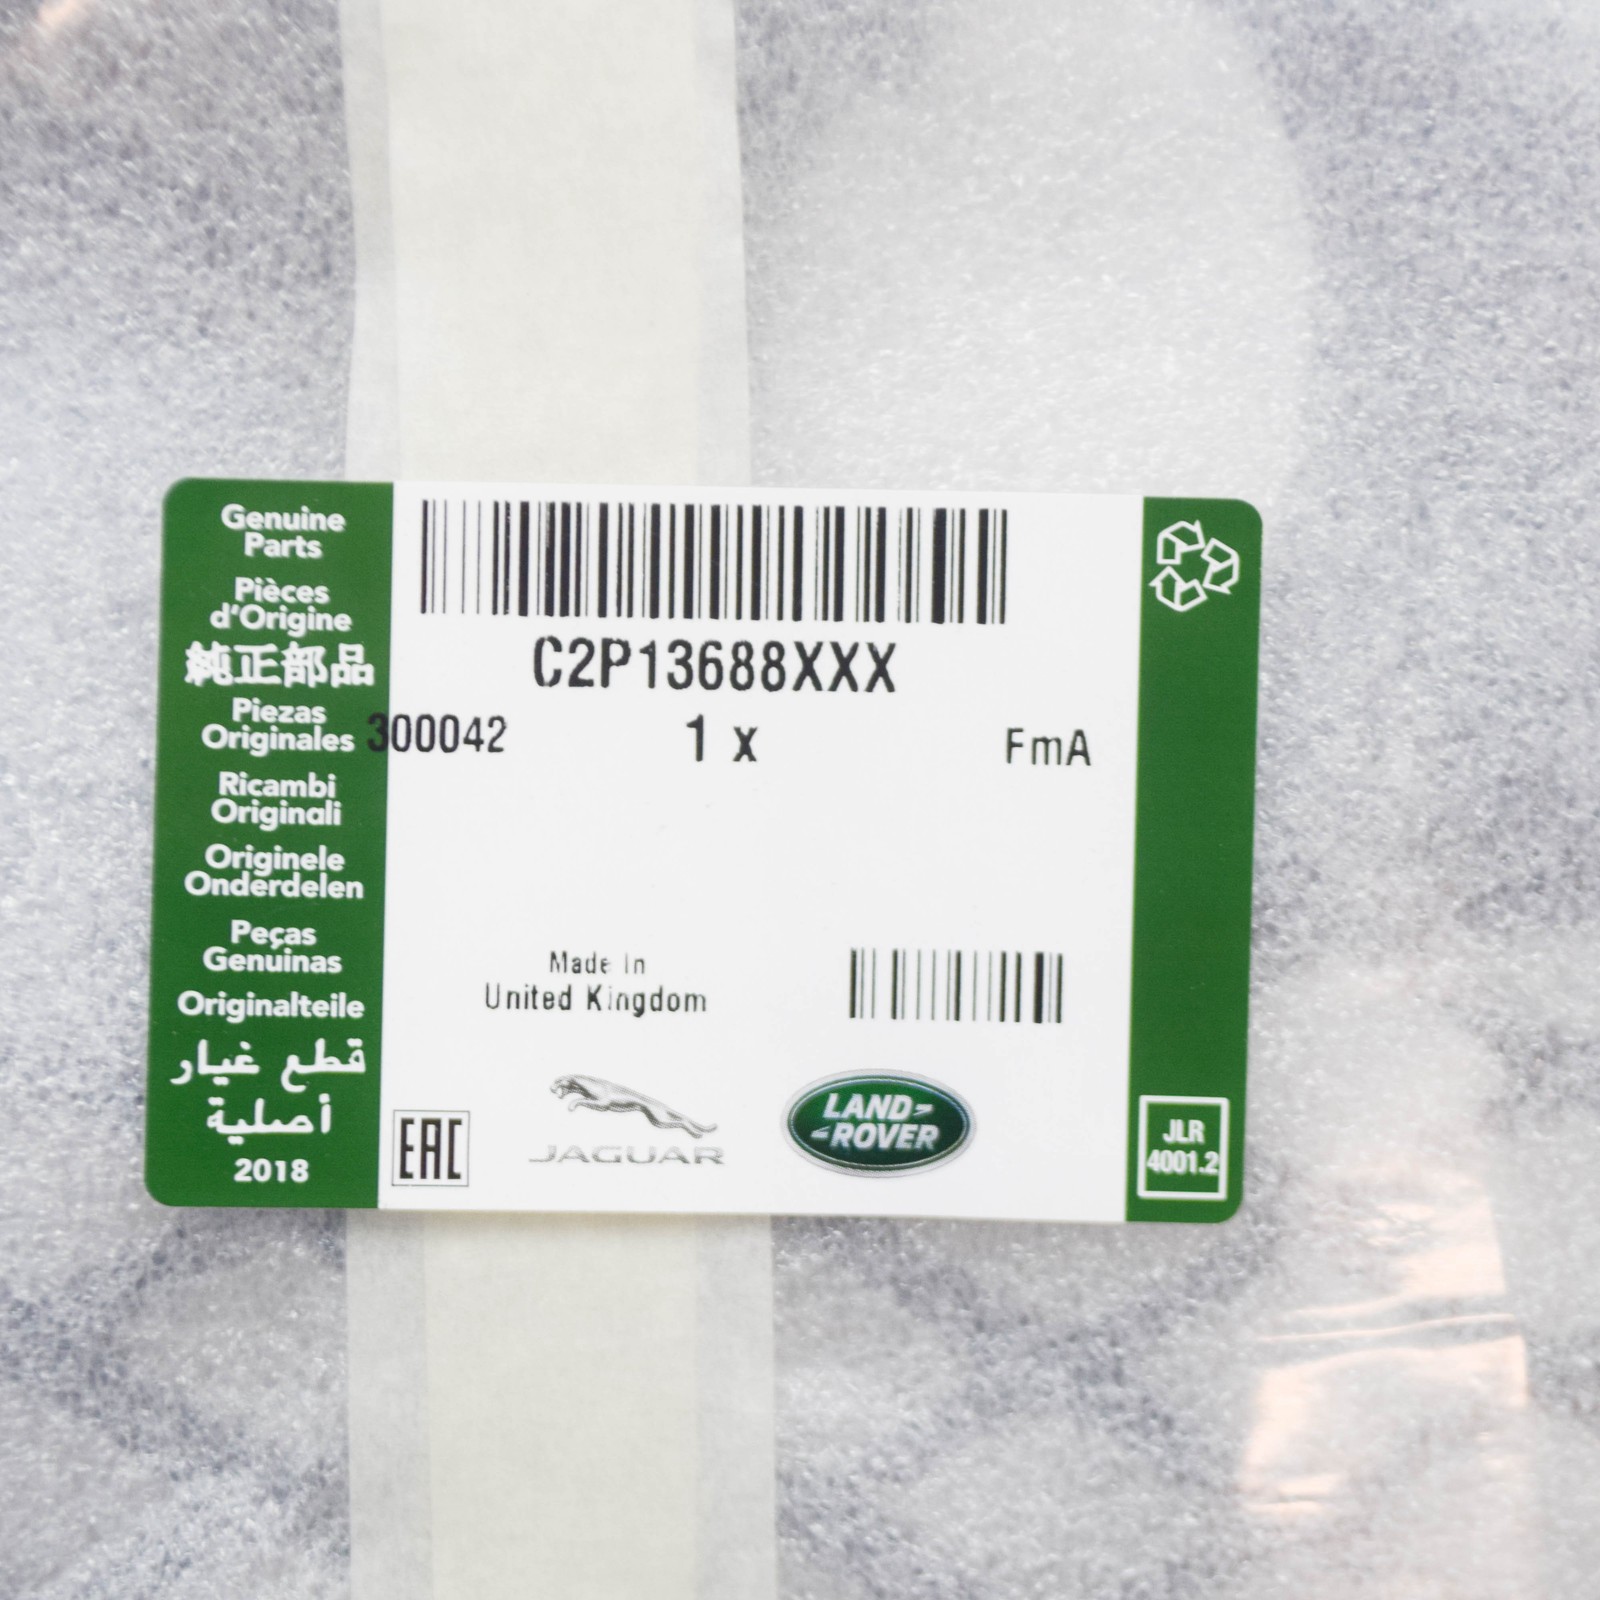 Genuine
Parts
Pièces
d'Origine
純正部品
Piezas
Originales
Ricambi
Originali
Originele
Onderdelen
Peças
Genuinas
Originalteile
قطع غيار
أصلية
2018
C2P13688XXX
300042 1 x FmA
Made In
United Kingdom
EAC
JAGUAR
LAND
ROVER
JLR
4001.2